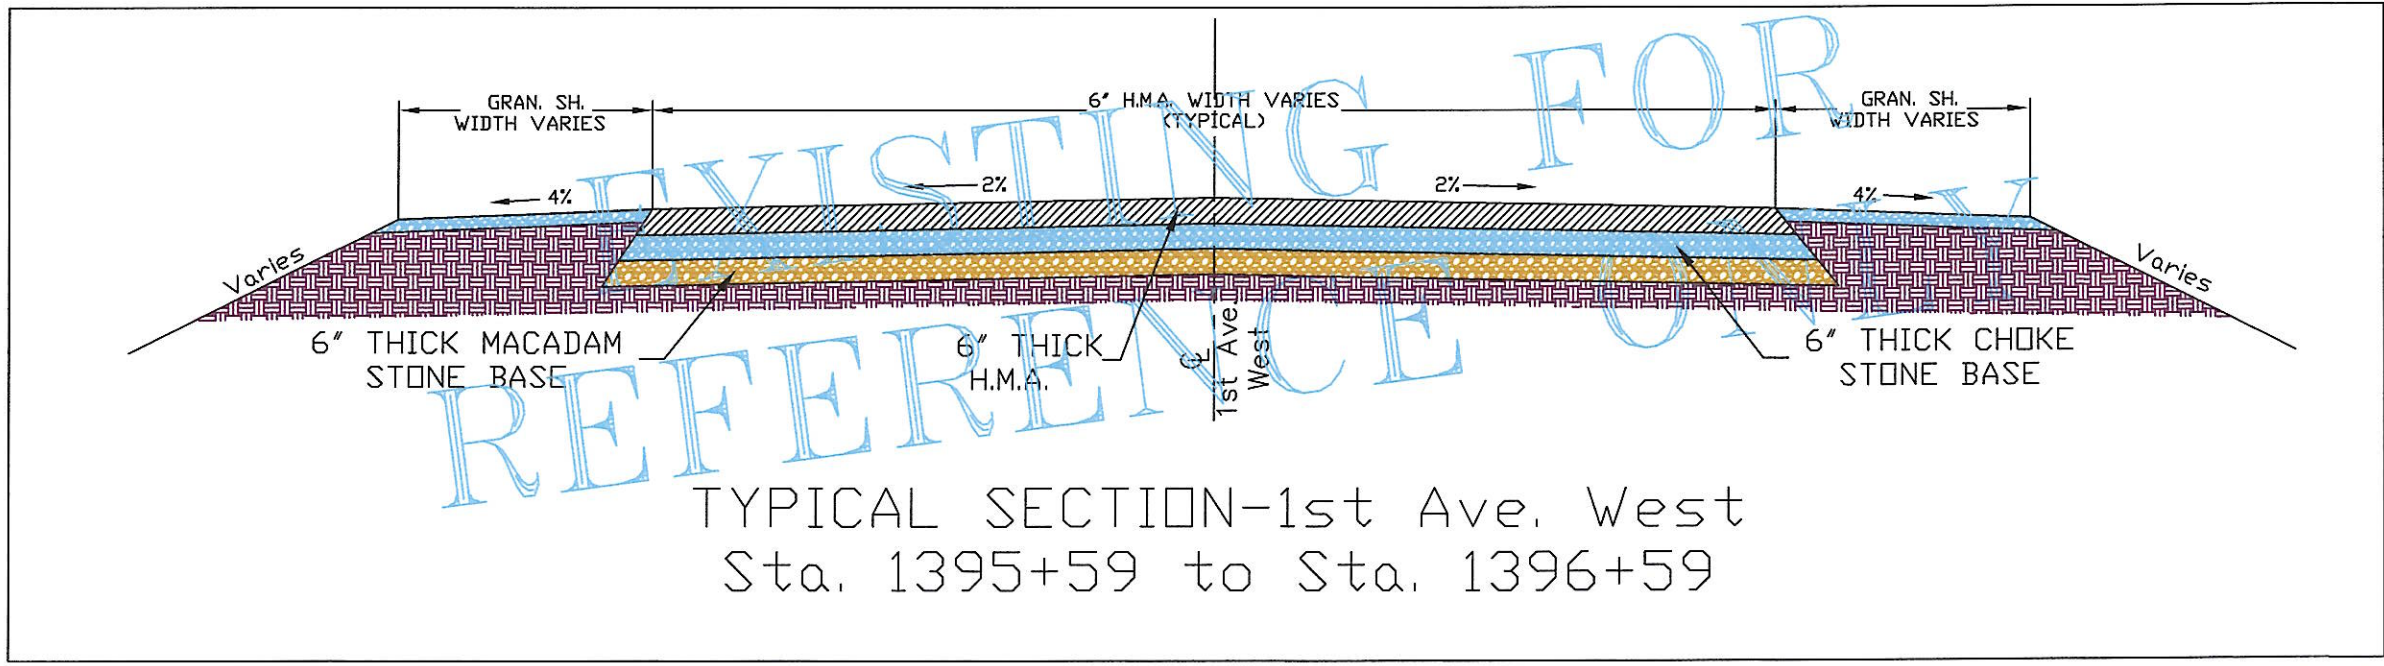 EXISTING FOR
REFERENCE ONLY
GRAN. SH.
WIDTH VARIES
6" H.M.A. WIDTH VARIES
(TYPICAL)
GRAN. SH.
WIDTH VARIES
4%
2%
2%
4%
Varies
Varies
6" THICK MACADAM
STONE BASE
6" THICK
H.M.A.
℄
1st Ave.
West
6" THICK CHOKE
STONE BASE
TYPICAL SECTION-1st Ave. West
Sta. 1395+59 to Sta. 1396+59